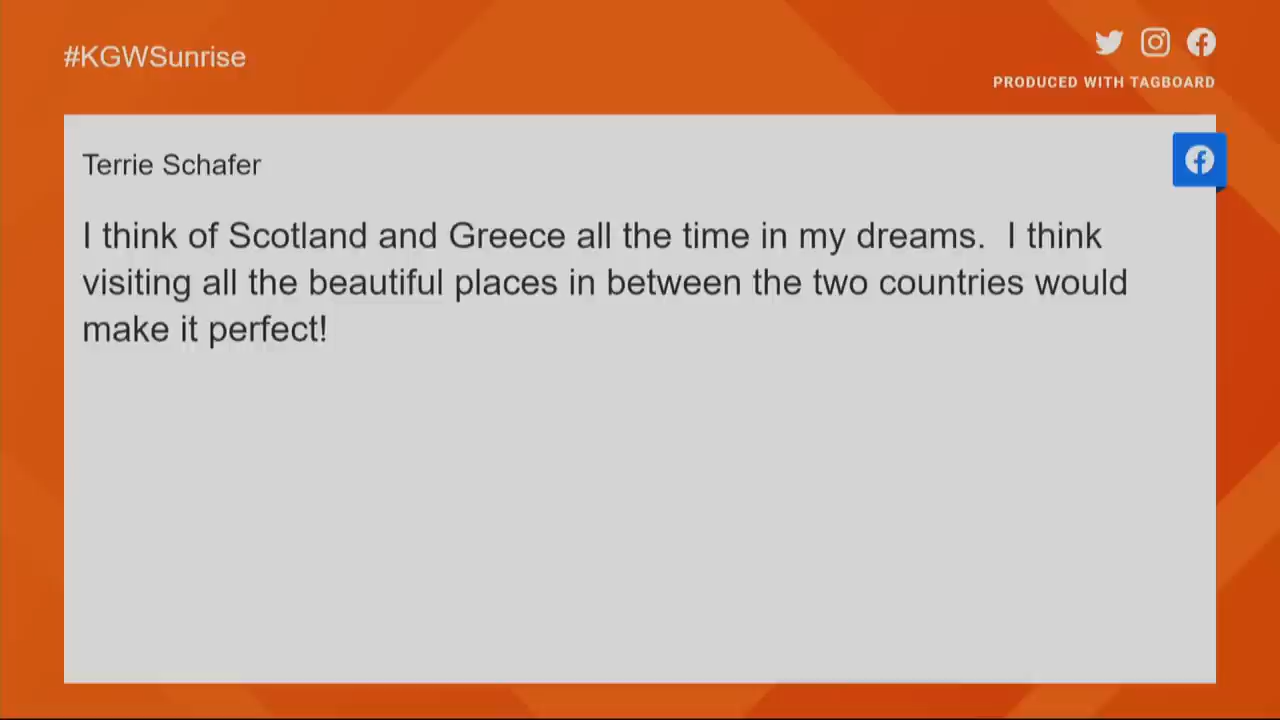 #KGWSunrise
PRODUCED WITH TAGBOARD
Terrie Schafer
I think of Scotland and Greece all the time in my dreams.  I think
visiting all the beautiful places in between the two countries would
make it perfect!